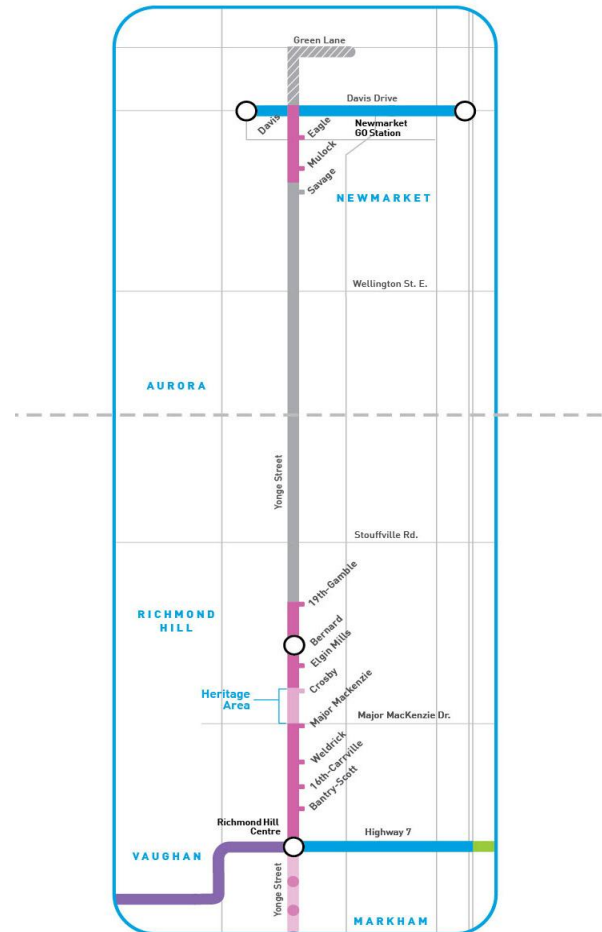 Green Lane
Davis Drive
Davis
Eagle
Newmarket
GO Station
Mulock
Savage
NEWMARKET
Wellington St. E.
AURORA
Yonge Street
Stouffville Rd.
19th-Gamble
RICHMOND
HILL
Bernard
Elgin Mills
Crosby
Heritage
Area
Major Mackenzie
Major MacKenzie Dr.
Weldrick
16th-Carrville
Bantry-Scott
Richmond Hill
Centre
Highway 7
VAUGHAN
Yonge Street
MARKHAM